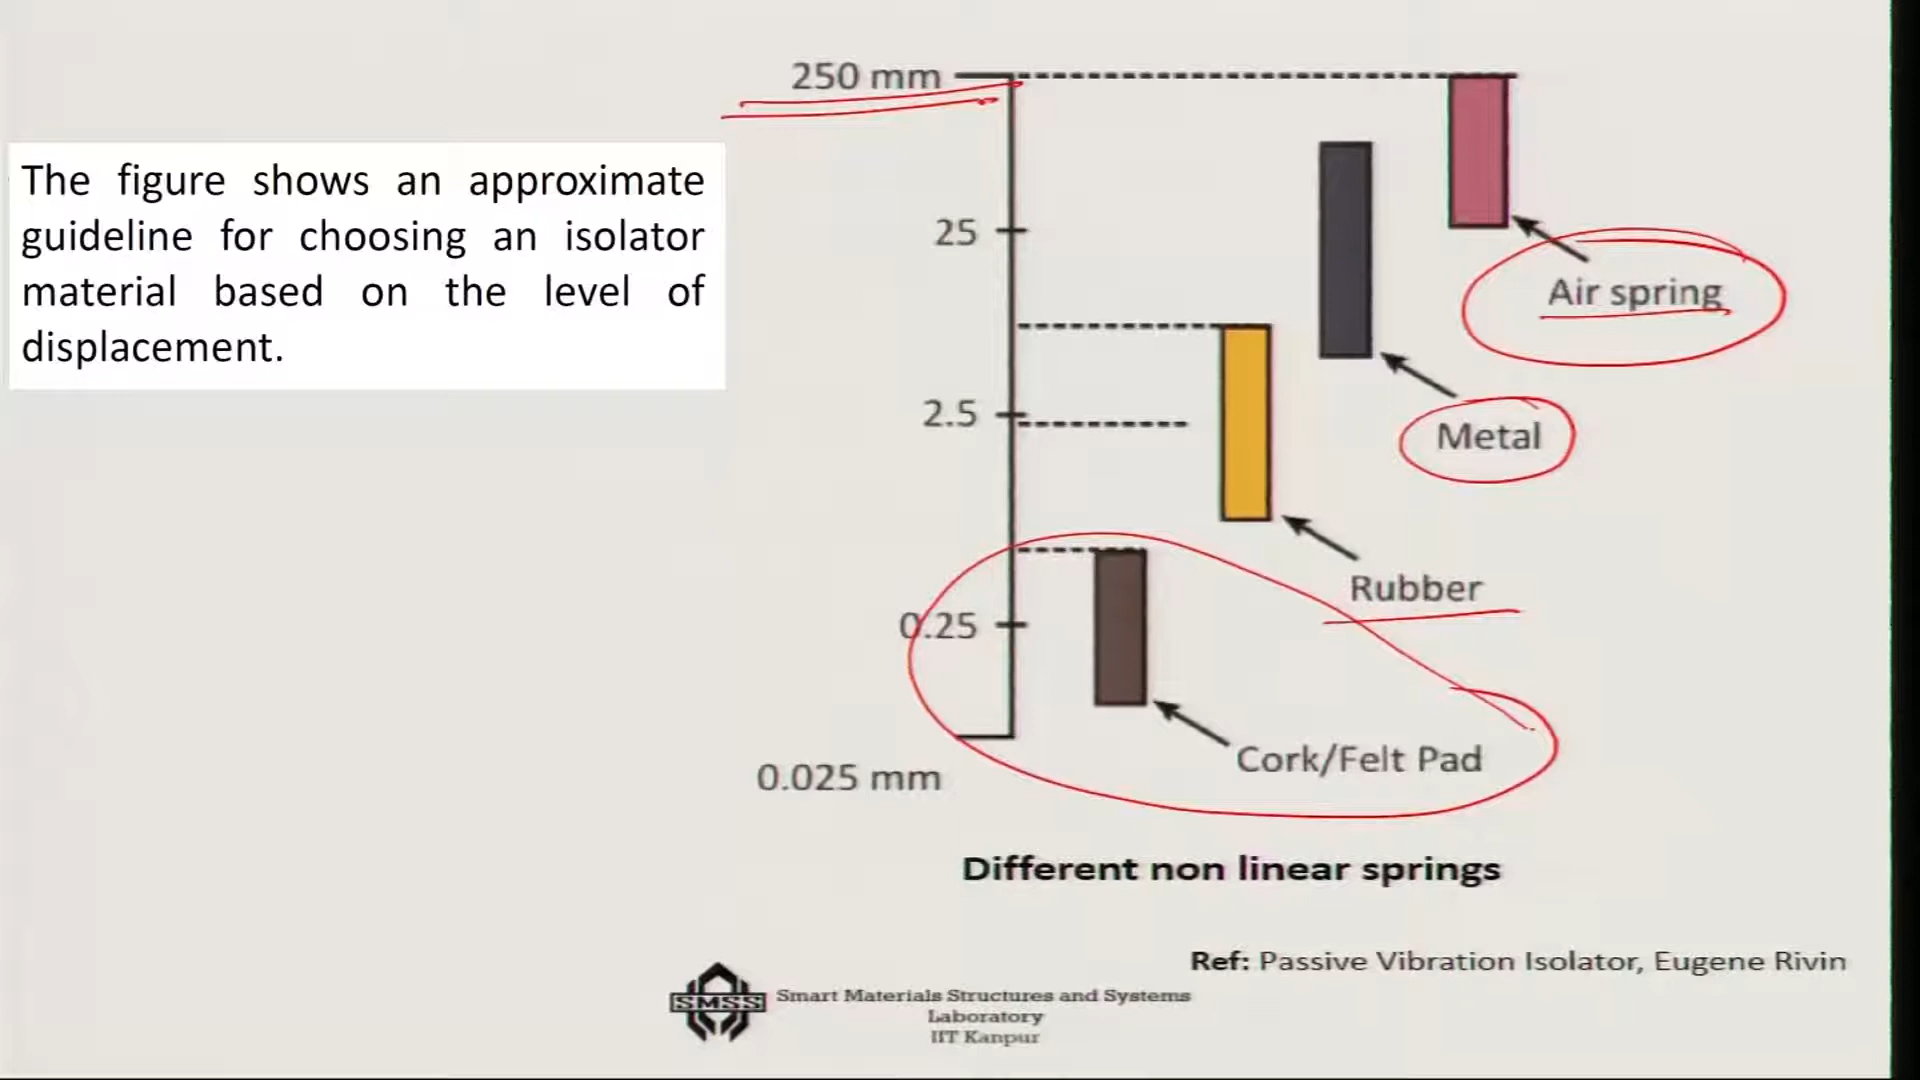 250 mm
The figure shows an approximate
guideline for choosing an isolator
material based on the level of
displacement.
25
Air spring
2.5
Metal
Rubber
0.25
Cork/Felt Pad
0.025 mm
Different non linear springs
Ref: Passive Vibration Isolator, Eugene Rivin
SMSS
Smart Materials Structures and Systems
Laboratory
IIT Kanpur